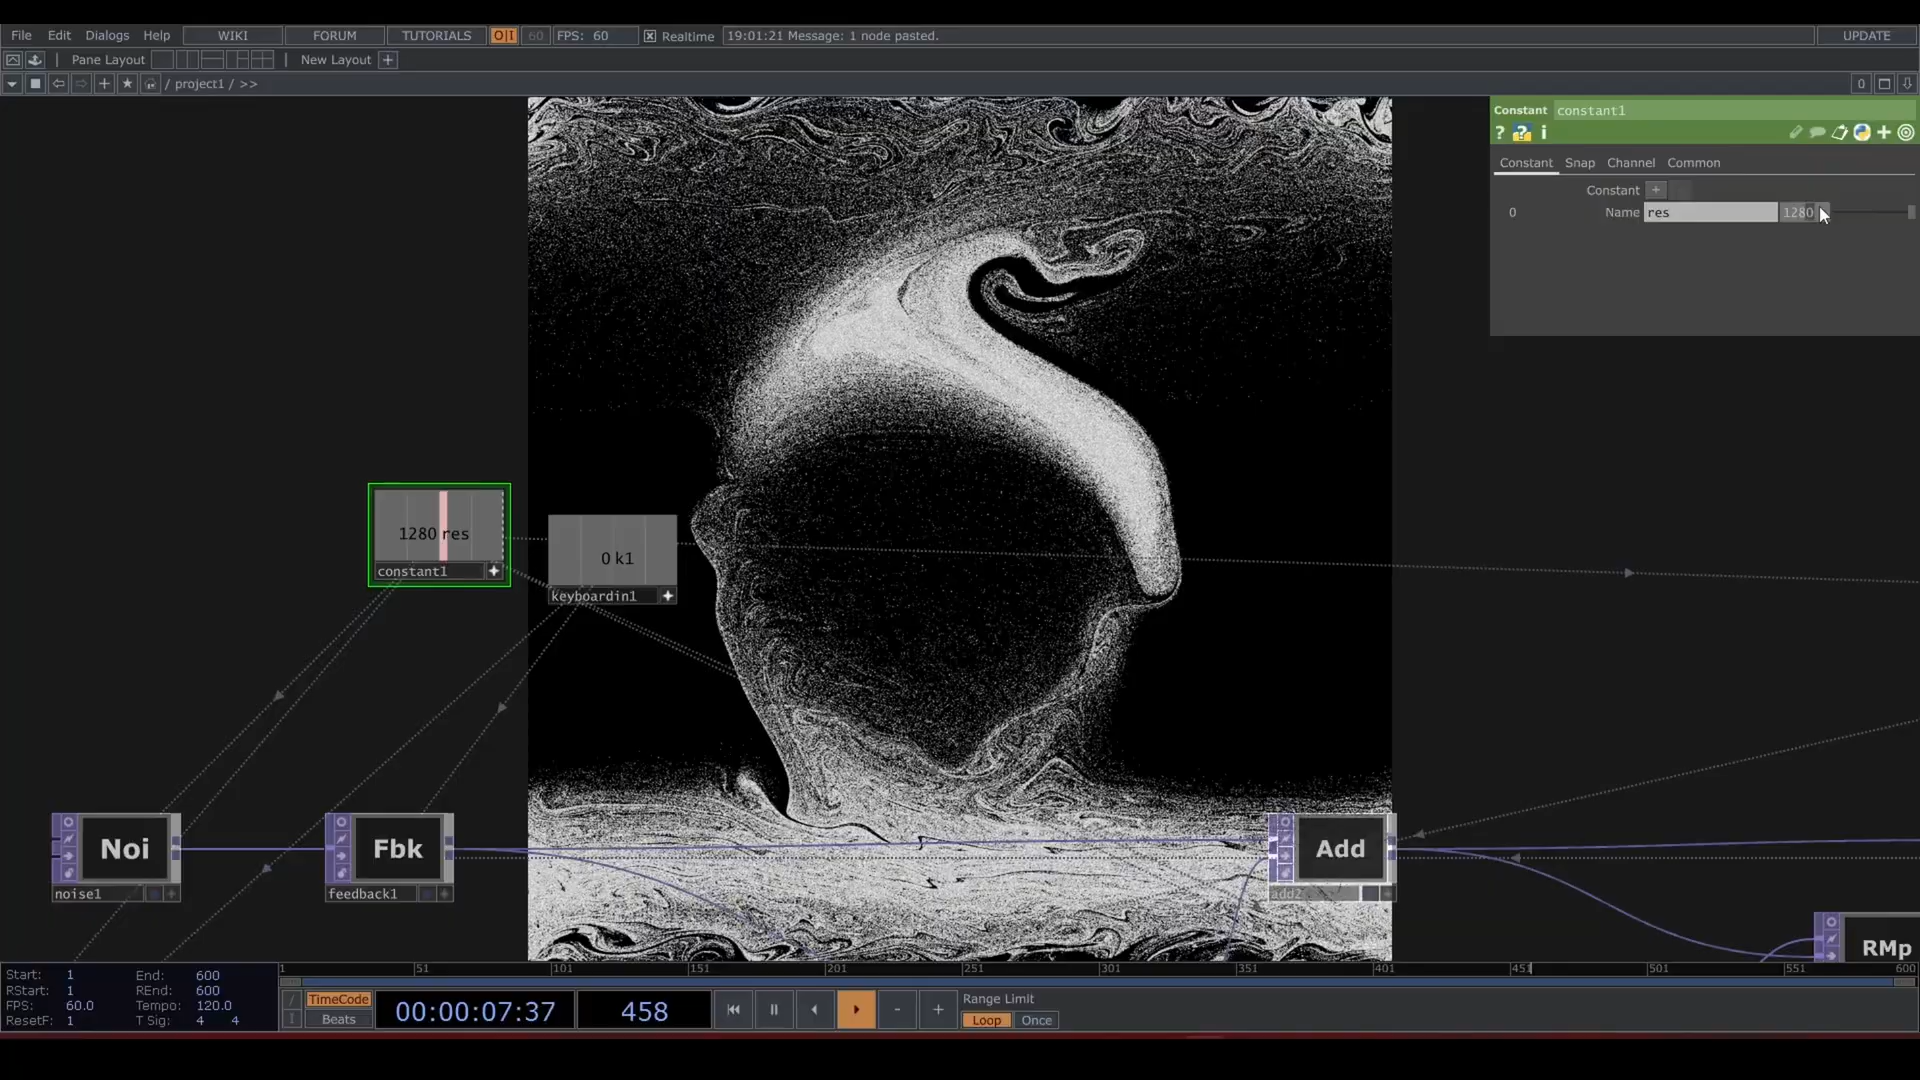 File Edit Dialogs Help WIKI FORUM TUTORIALS O|I 60 FPS: 60 Realtime 19:01:21 Message: 1 node pasted. UPDATE
Pane Layout New Layout +
/ project1 / >> 0
Constant constant1
? ? i
Constant Snap Channel Common
Constant +
0 Name res 1280
1280 res
constant1
0 k1
keyboardin1
Noi
noise1
Fbk
feedback1
Add
add2
RMp
1 51 101 151 201 251 301 351 401 451 501 551 600
Start: 1 End: 600
RStart: 1 REnd: 600
FPS: 60.0 Tempo: 120.0
ResetF: 1 T Sig: 4 4
TimeCode
Beats
00:00:07:37
458
Range Limit
Loop Once